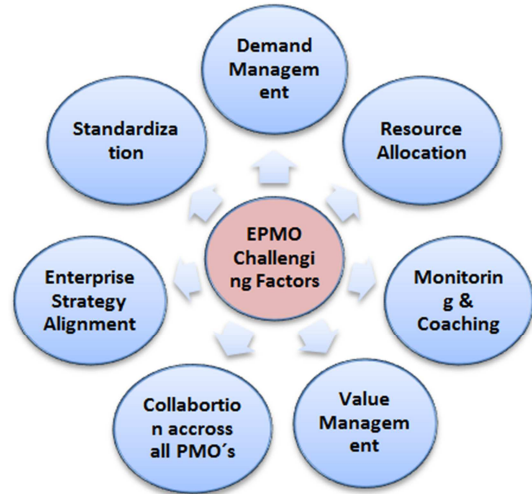 Demand
Managem
ent
Resource
Allocation
Monitorin
g &
Coaching
Value
Managem
ent
Collabortio
n accross
all PMO´s
Enterprise
Strategy
Alignment
Standardiza
tion
EPMO
Challengi
ng Factors